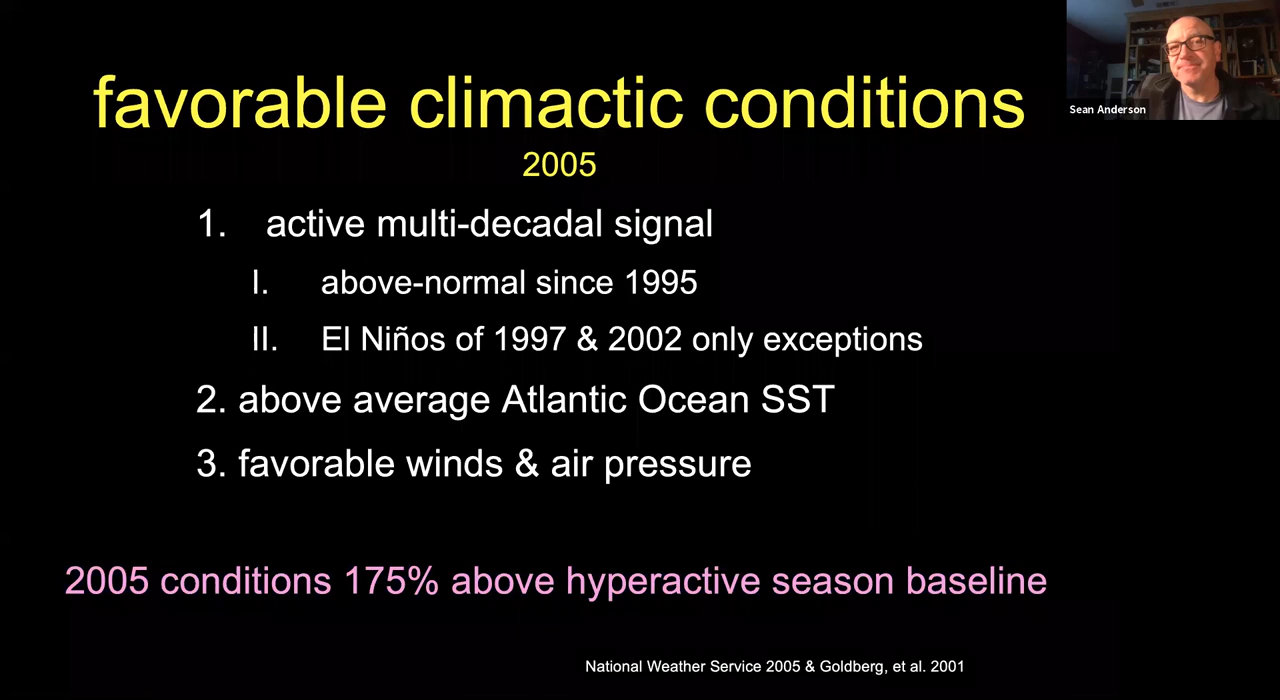 favorable climactic conditions
2005
1. active multi-decadal signal
I. above-normal since 1995
II. El Niños of 1997 & 2002 only exceptions
2. above average Atlantic Ocean SST
3. favorable winds & air pressure
2005 conditions 175% above hyperactive season baseline
National Weather Service 2005 & Goldberg, et al. 2001
Sean Anderson